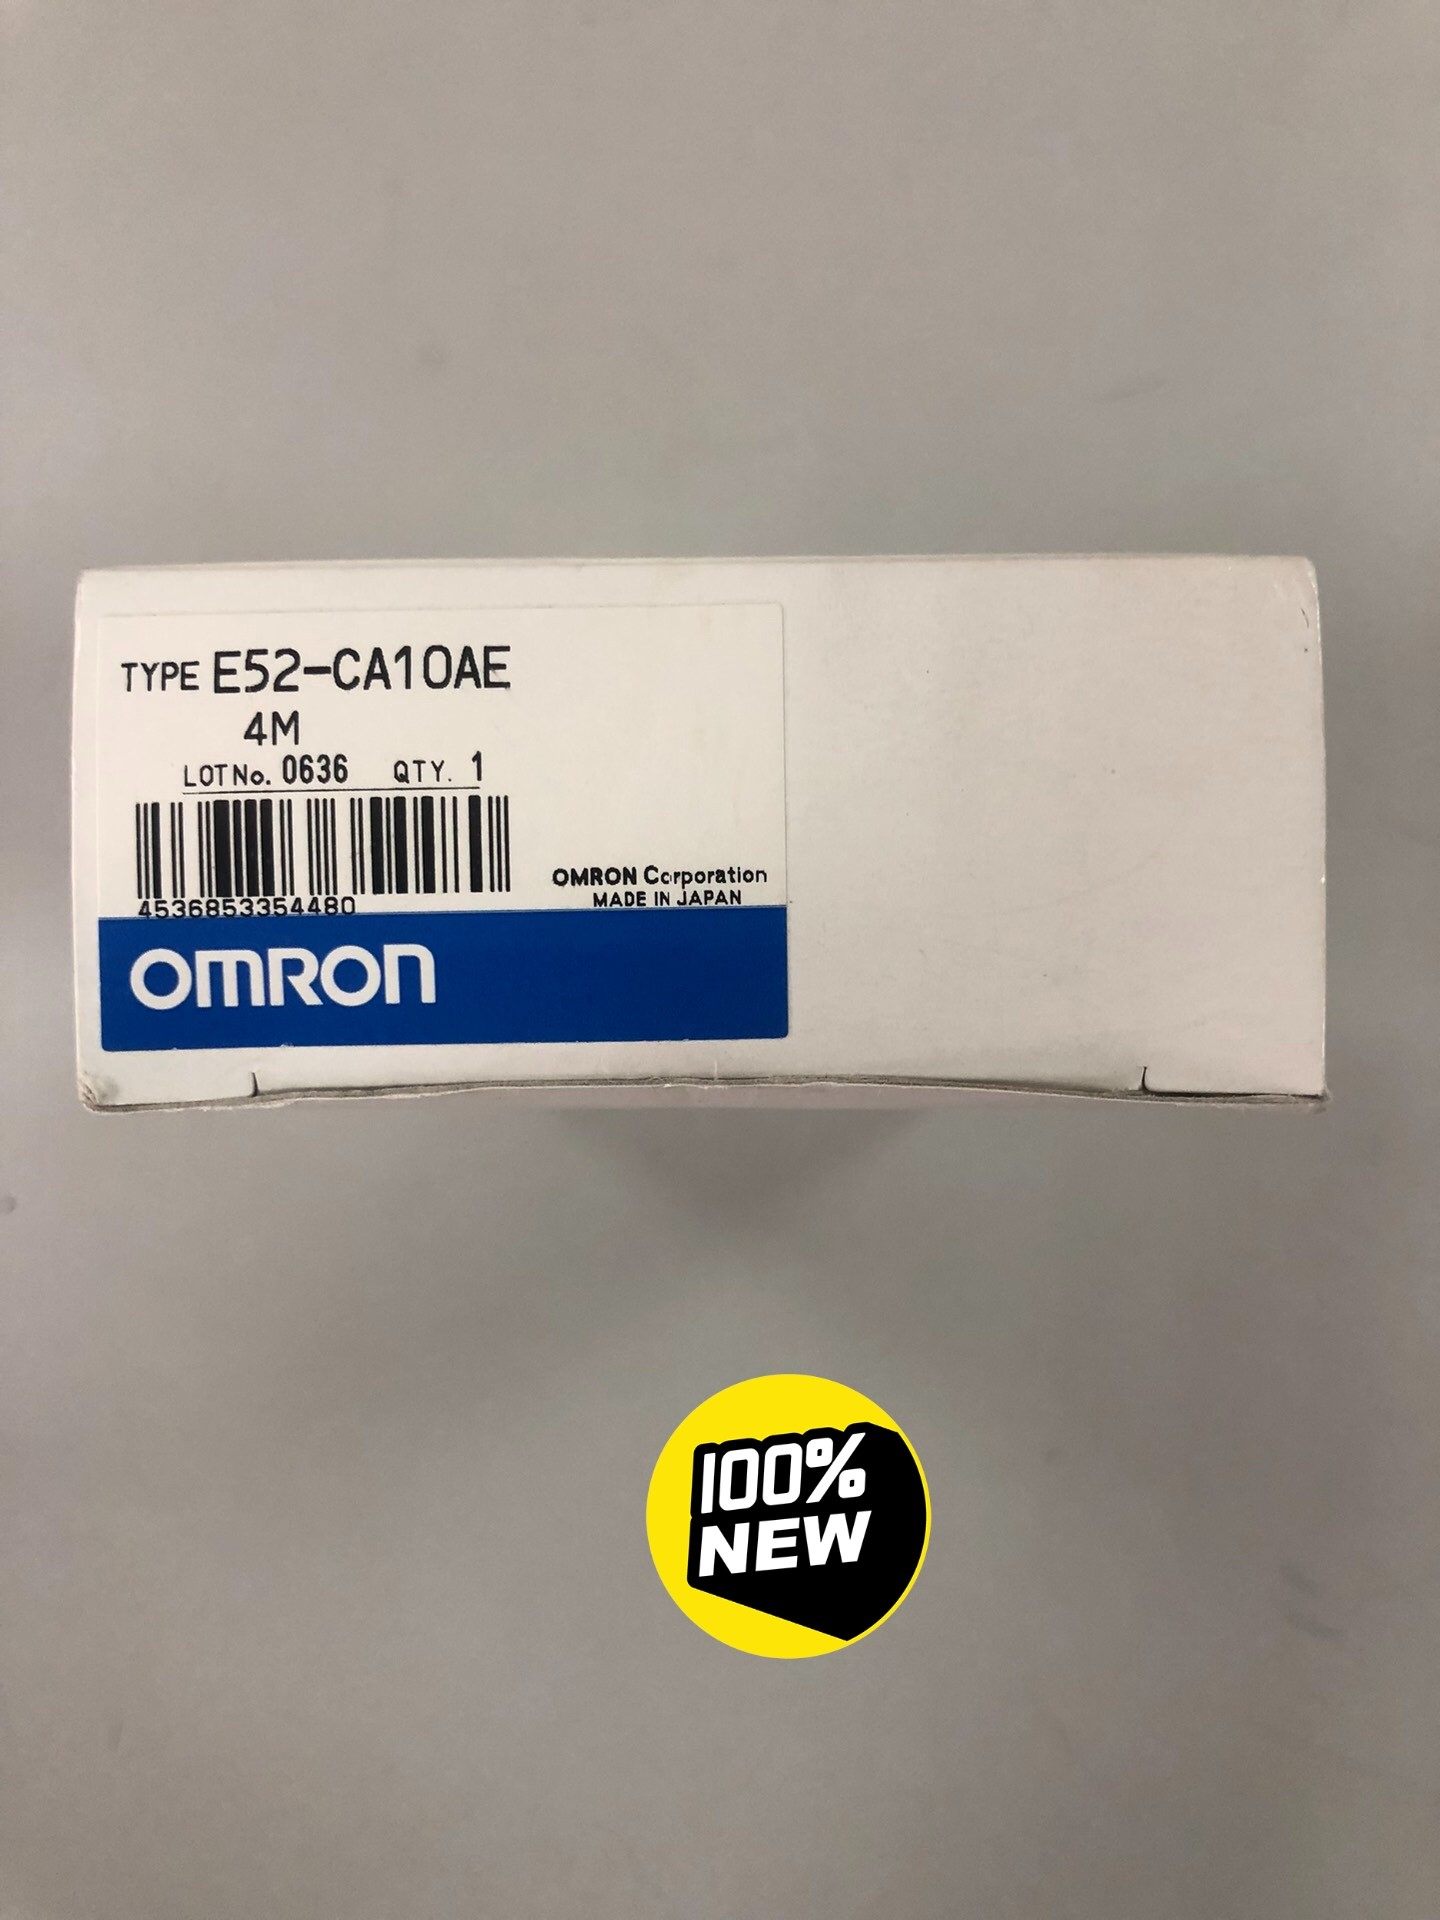 TYPE E52-CA10AE
4M
LOT No. 0636 QTY. 1
4536853354480
OMRON Corporation
MADE IN JAPAN
OMRON
100%
NEW